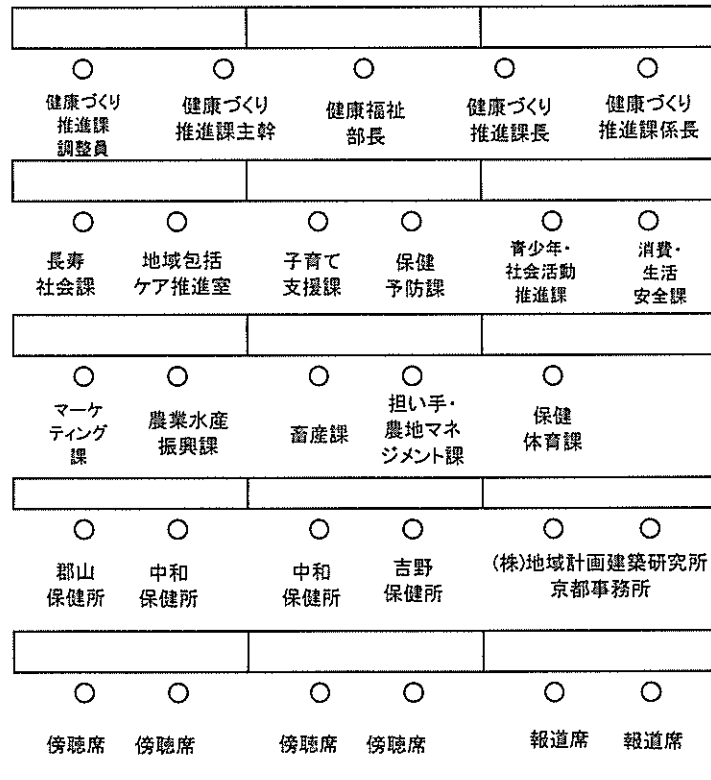 健康づくり
推進課
調整員
健康づくり
推進課主幹
健康福祉
部長
健康づくり
推進課長
健康づくり
推進課係長
長寿
社会課
地域包括
ケア推進室
子育て
支援課
保健
予防課
青少年・
社会活動
推進課
消費・
生活
安全課
マーケ
ティング
課
農業水産
振興課
畜産課
担い手・
農地マネ
ジメント課
保健
体育課
郡山
保健所
中和
保健所
中和
保健所
吉野
保健所
(株)地域計画建築研究所
京都事務所
傍聴席
傍聴席
傍聴席
傍聴席
報道席
報道席